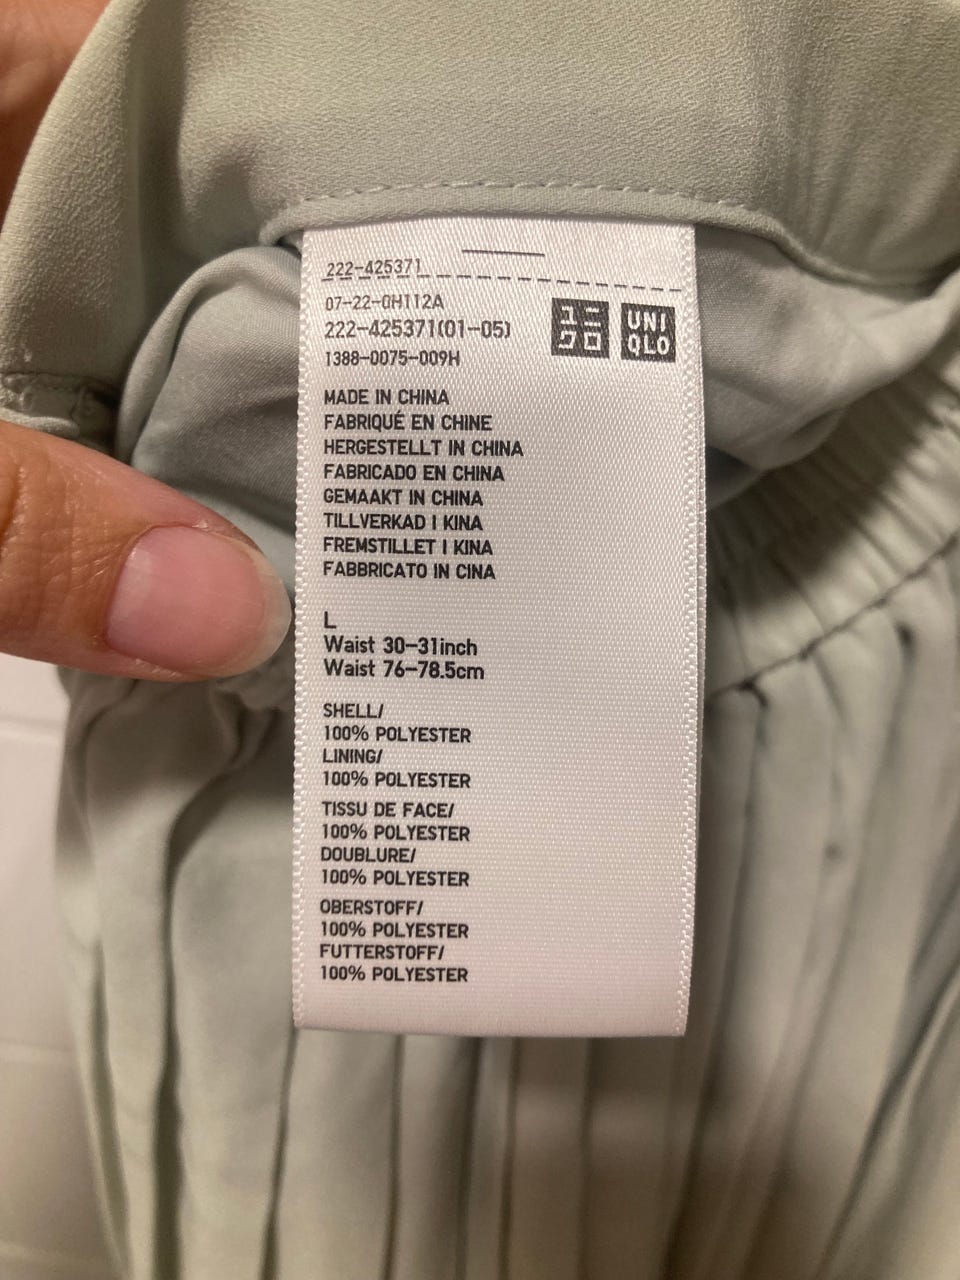 222-425371
07-22-0H112A
222-425371(01-05)
1388-0075-009H
ユニ
クロ
UNI
QLO
MADE IN CHINA
FABRIQUÉ EN CHINE
HERGESTELLT IN CHINA
FABRICADO EN CHINA
GEMAAKT IN CHINA
TILLVERKAD I KINA
FREMSTILLET I KINA
FABBRICATO IN CINA
L
Waist 30-31inch
Waist 76-78.5cm
SHELL/
100% POLYESTER
LINING/
100% POLYESTER
TISSU DE FACE/
100% POLYESTER
DOUBLURE/
100% POLYESTER
OBERSTOFF/
100% POLYESTER
FUTTERSTOFF/
100% POLYESTER